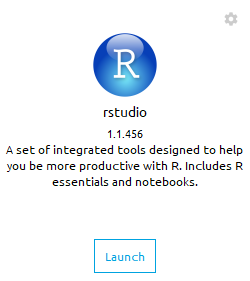 R
rstudio
1.1.456
A set of integrated tools designed to help
you be more productive with R. Includes R
essentials and notebooks.
Launch